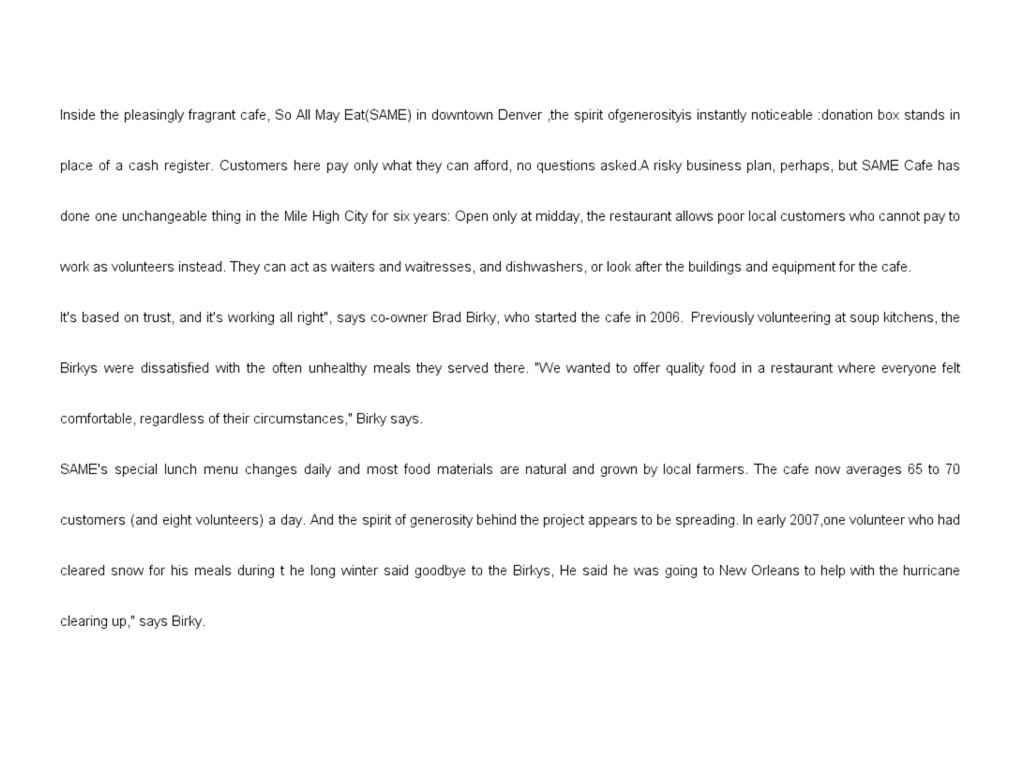 Inside the pleasingly fragrant cafe, So All May Eat(SAME) in downtown Denver ,the spirit ofgenerosityis instantly noticeable :donation box stands in
place of a cash register. Customers here pay only what they can afford, no questions asked.A risky business plan, perhaps, but SAME Cafe has
done one unchangeable thing in the Mile High City for six years: Open only at midday, the restaurant allows poor local customers who cannot pay to
work as volunteers instead. They can act as waiters and waitresses, and dishwashers, or look after the buildings and equipment for the cafe.
It's based on trust, and it's working all right", says co-owner Brad Birky, who started the cafe in 2006. Previously volunteering at soup kitchens, the
Birkys were dissatisfied with the often unhealthy meals they served there. "We wanted to offer quality food in a restaurant where everyone felt
comfortable, regardless of their circumstances," Birky says.
SAME's special lunch menu changes daily and most food materials are natural and grown by local farmers. The cafe now averages 65 to 70
customers (and eight volunteers) a day. And the spirit of generosity behind the project appears to be spreading. In early 2007,one volunteer who had
cleared snow for his meals during t he long winter said goodbye to the Birkys, He said he was going to New Orleans to help with the hurricane
clearing up," says Birky.